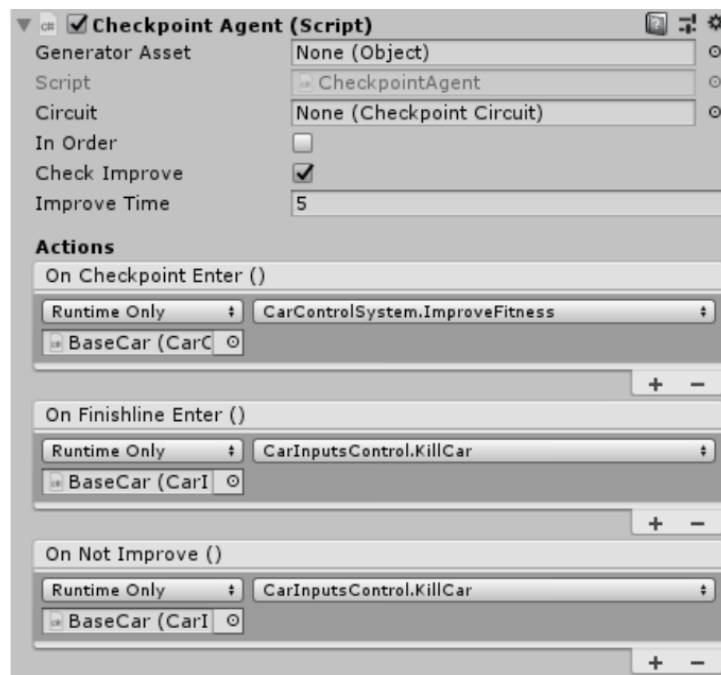 c# Checkpoint Agent (Script)
Generator Asset None (Object)
Script CheckpointAgent
Circuit None (Checkpoint Circuit)
In Order
Check Improve
Improve Time 5
Actions
On Checkpoint Enter ()
Runtime Only CarControlSystem.ImproveFitness
BaseCar (CarC
+ −
On Finishline Enter ()
Runtime Only CarInputsControl.KillCar
BaseCar (CarI
+ −
On Not Improve ()
Runtime Only CarInputsControl.KillCar
BaseCar (CarI
+ −